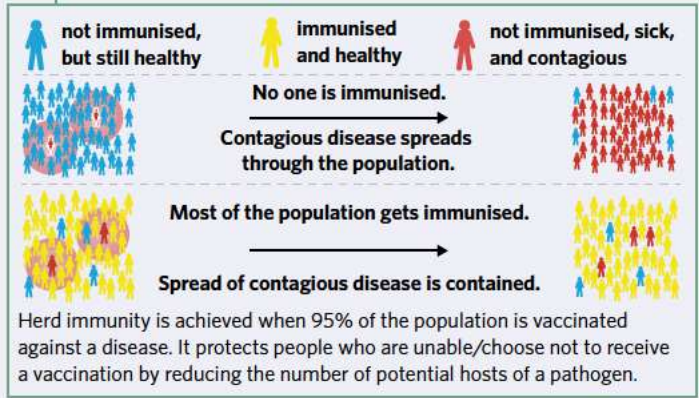 not immunised,
but still healthy
immunised
and healthy
not immunised, sick,
and contagious
No one is immunised.
Contagious disease spreads
through the population.
Most of the population gets immunised.
Spread of contagious disease is contained.
Herd immunity is achieved when 95% of the population is vaccinated
against a disease. It protects people who are unable/choose not to receive
a vaccination by reducing the number of potential hosts of a pathogen.